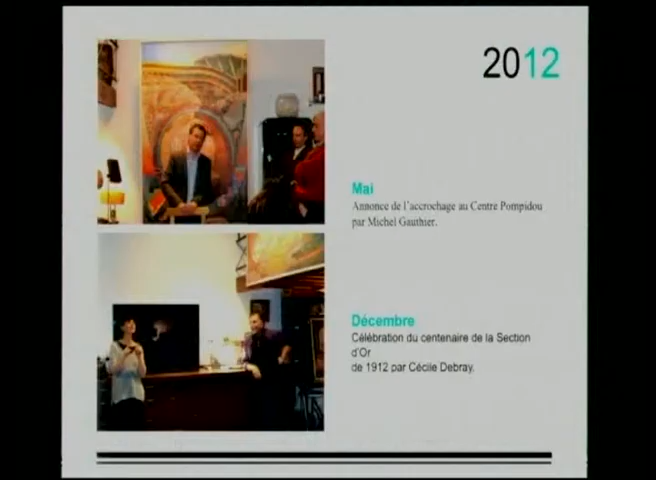 2012
Mai
Annonce de l'accrochage au Centre Pompidou
par Michel Gauthier.
Décembre
Célébration du centenaire de la Section
d'Or
de 1912 par Cécile Debray.